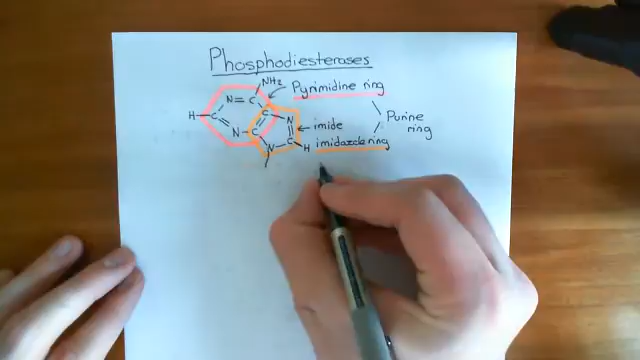 Phosphodiesterases
NH2
Pyrimidine ring
N = C
H C C N
N C imide
Purine ring
N C H imidazole ring